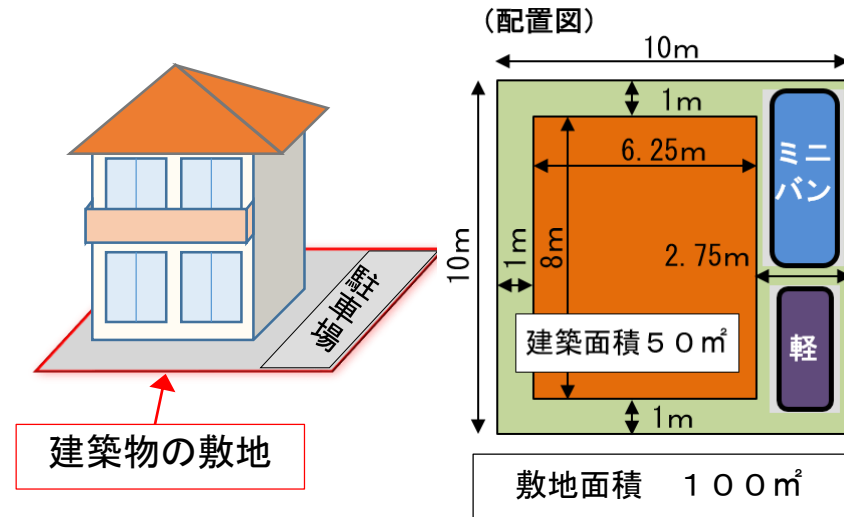 (配置図)
10m
1m
6.25m
ミニ
バン
10m
1m
8m
2.75m
建築面積50㎡
軽
1m
駐車場
建築物の敷地
敷地面積 100㎡